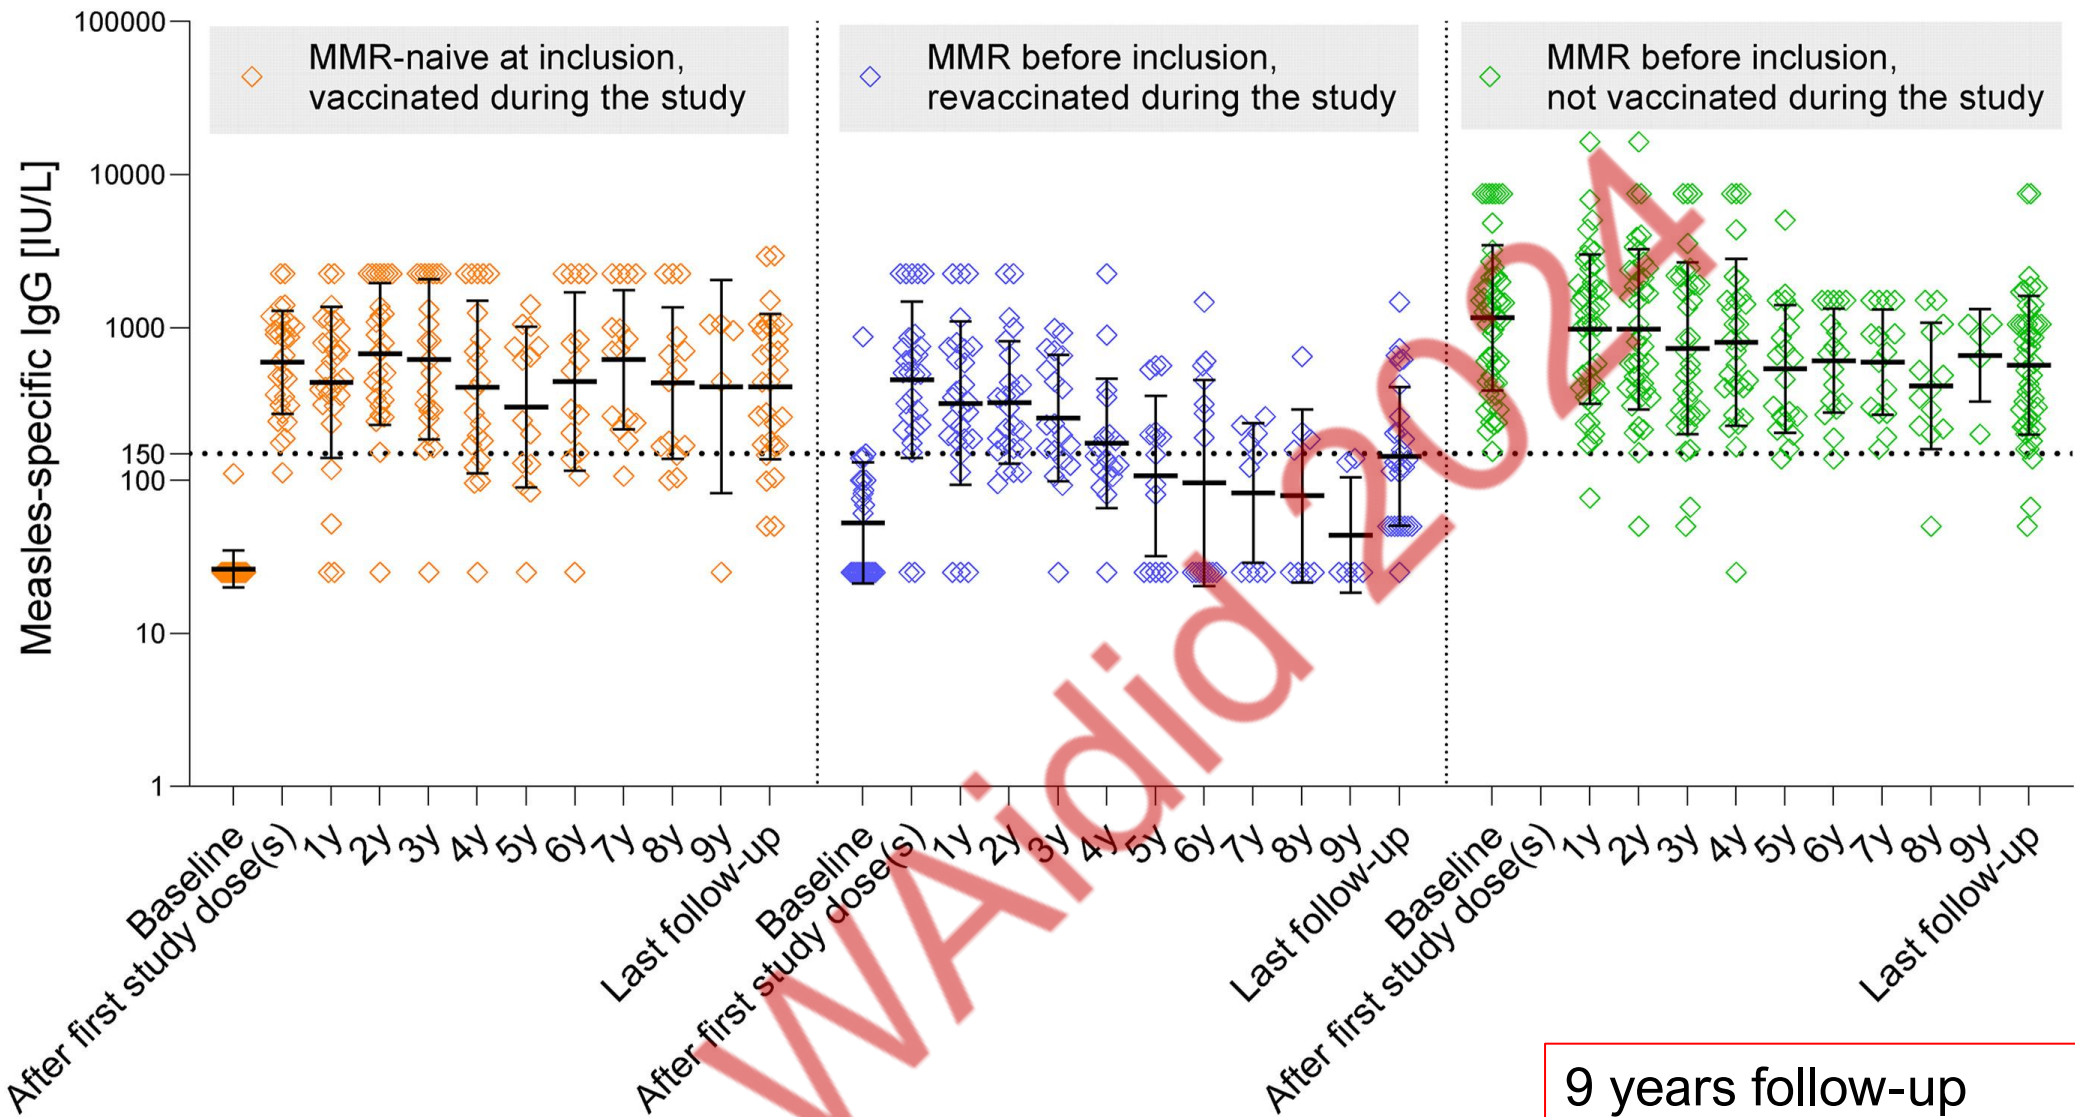 MMR-naive at inclusion,
vaccinated during the study
MMR before inclusion,
revaccinated during the study
MMR before inclusion,
not vaccinated during the study
Measles-specific IgG [IU/L]
100000
10000
1000
150
100
10
1
Baseline
After first study dose(s)
1y
2y
3y
4y
5y
6y
7y
8y
9y
Last follow-up
Baseline
After first study dose(s)
1y
2y
3y
4y
5y
6y
7y
8y
9y
Last follow-up
Baseline
After first study dose(s)
1y
2y
3y
4y
5y
6y
7y
8y
9y
Last follow-up
WAidid 2024
9 years follow-up